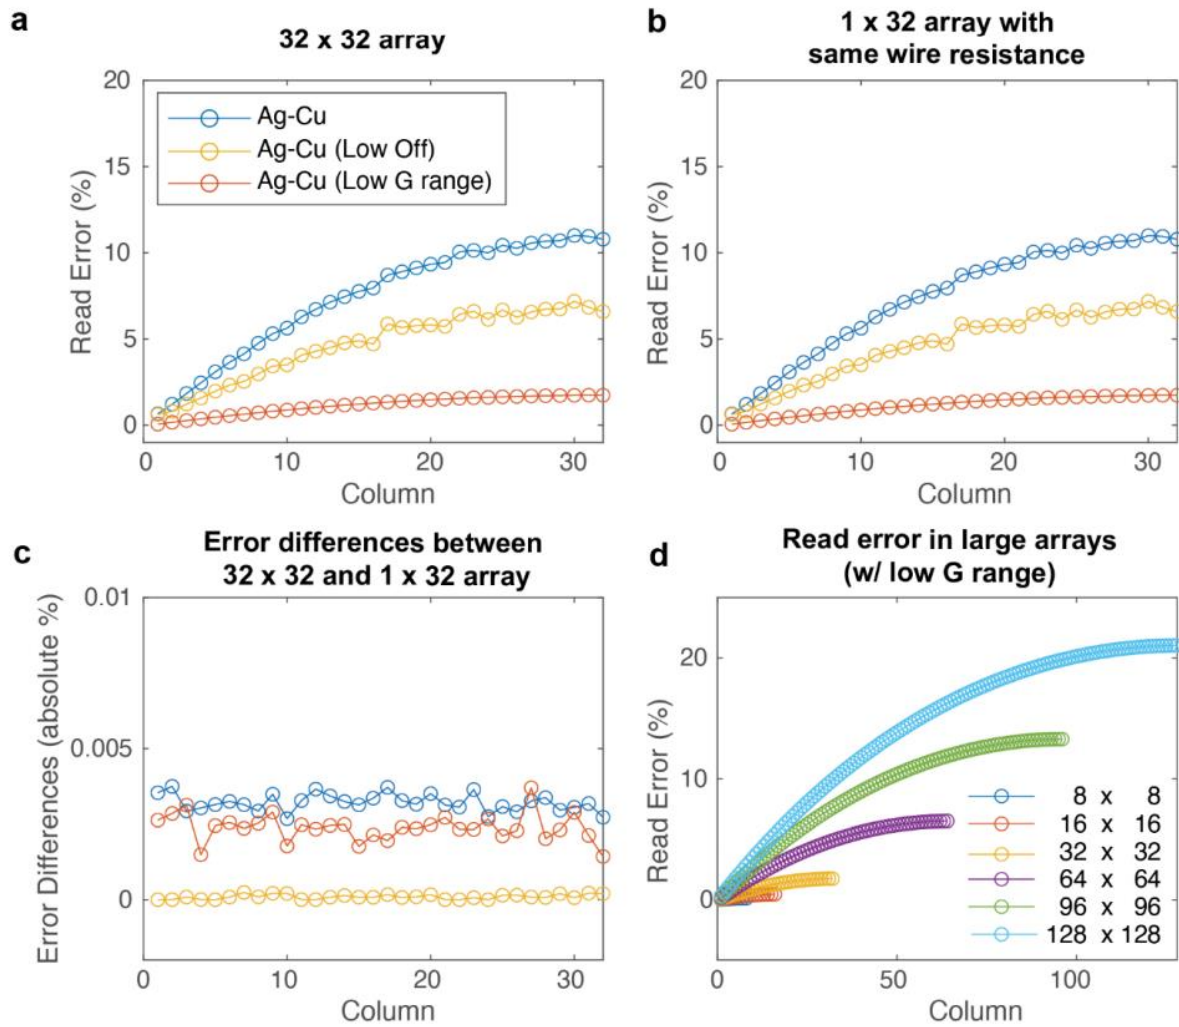 a
32 x 32 array
20
15
10
5
0
Read Error (%)
Ag-Cu
Ag-Cu (Low Off)
Ag-Cu (Low G range)
0 10 20 30
Column
b
1 x 32 array with
same wire resistance
20
15
10
5
0
Read Error (%)
0 10 20 30
Column
c
Error differences between
32 x 32 and 1 x 32 array
0.01
0.005
0
Error Differences (absolute %)
0 10 20 30
Column
d
Read error in large arrays
(w/ low G range)
20
10
0
Read Error (%)
8 x 8
16 x 16
32 x 32
64 x 64
96 x 96
128 x 128
0 50 100
Column